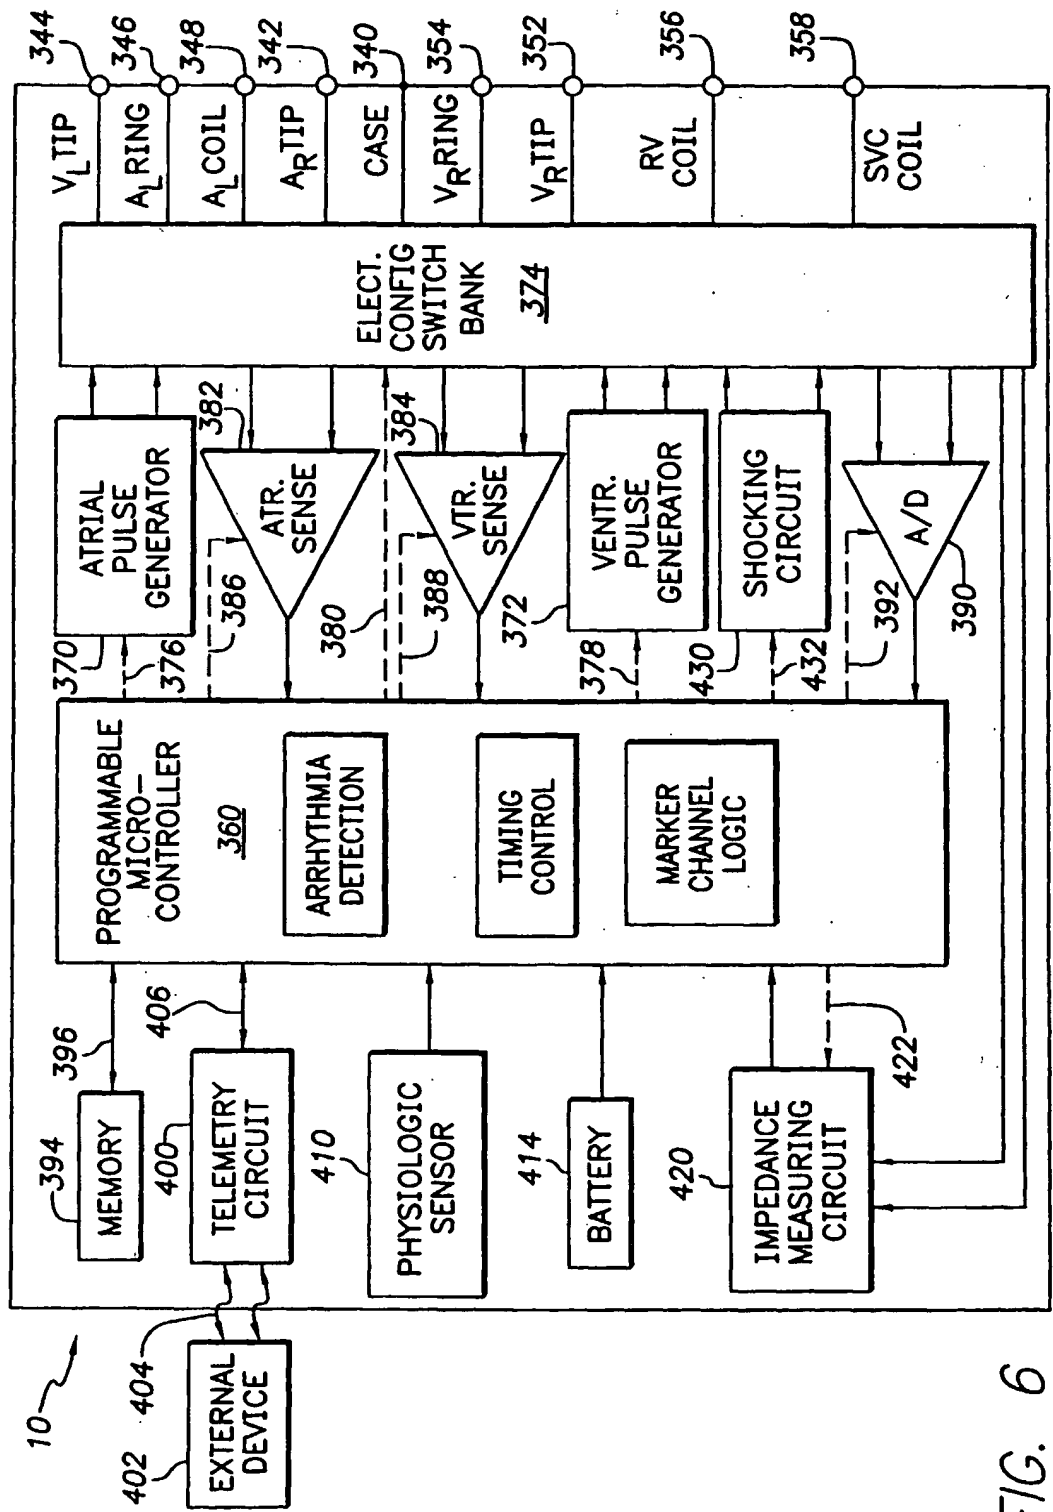 10
EXTERNAL
DEVICE
402
404
394
MEMORY
396
400
TELEMETRY
CIRCUIT
406
410
PHYSIOLOGIC
SENSOR
414
BATTERY
420
IMPEDANCE
MEASURING
CIRCUIT
422
PROGRAMMABLE
MICRO–
CONTROLLER
360
ARRHYTHMIA
DETECTION
TIMING
CONTROL
MARKER
CHANNEL
LOGIC
370
376
ATRIAL
PULSE
GENERATOR
386
ATR.
SENSE
382
380
388
VTR.
SENSE
384
372
378
VENTR.
PULSE
GENERATOR
430
432
SHOCKING
CIRCUIT
392
A/D
390
ELECT.
CONFIG
SWITCH
BANK
374
VL TIP
344
AL RING
346
AL COIL
348
AR TIP
342
CASE
340
VR RING
354
VR TIP
352
RV
COIL
356
SVC
COIL
358
FIG. 6